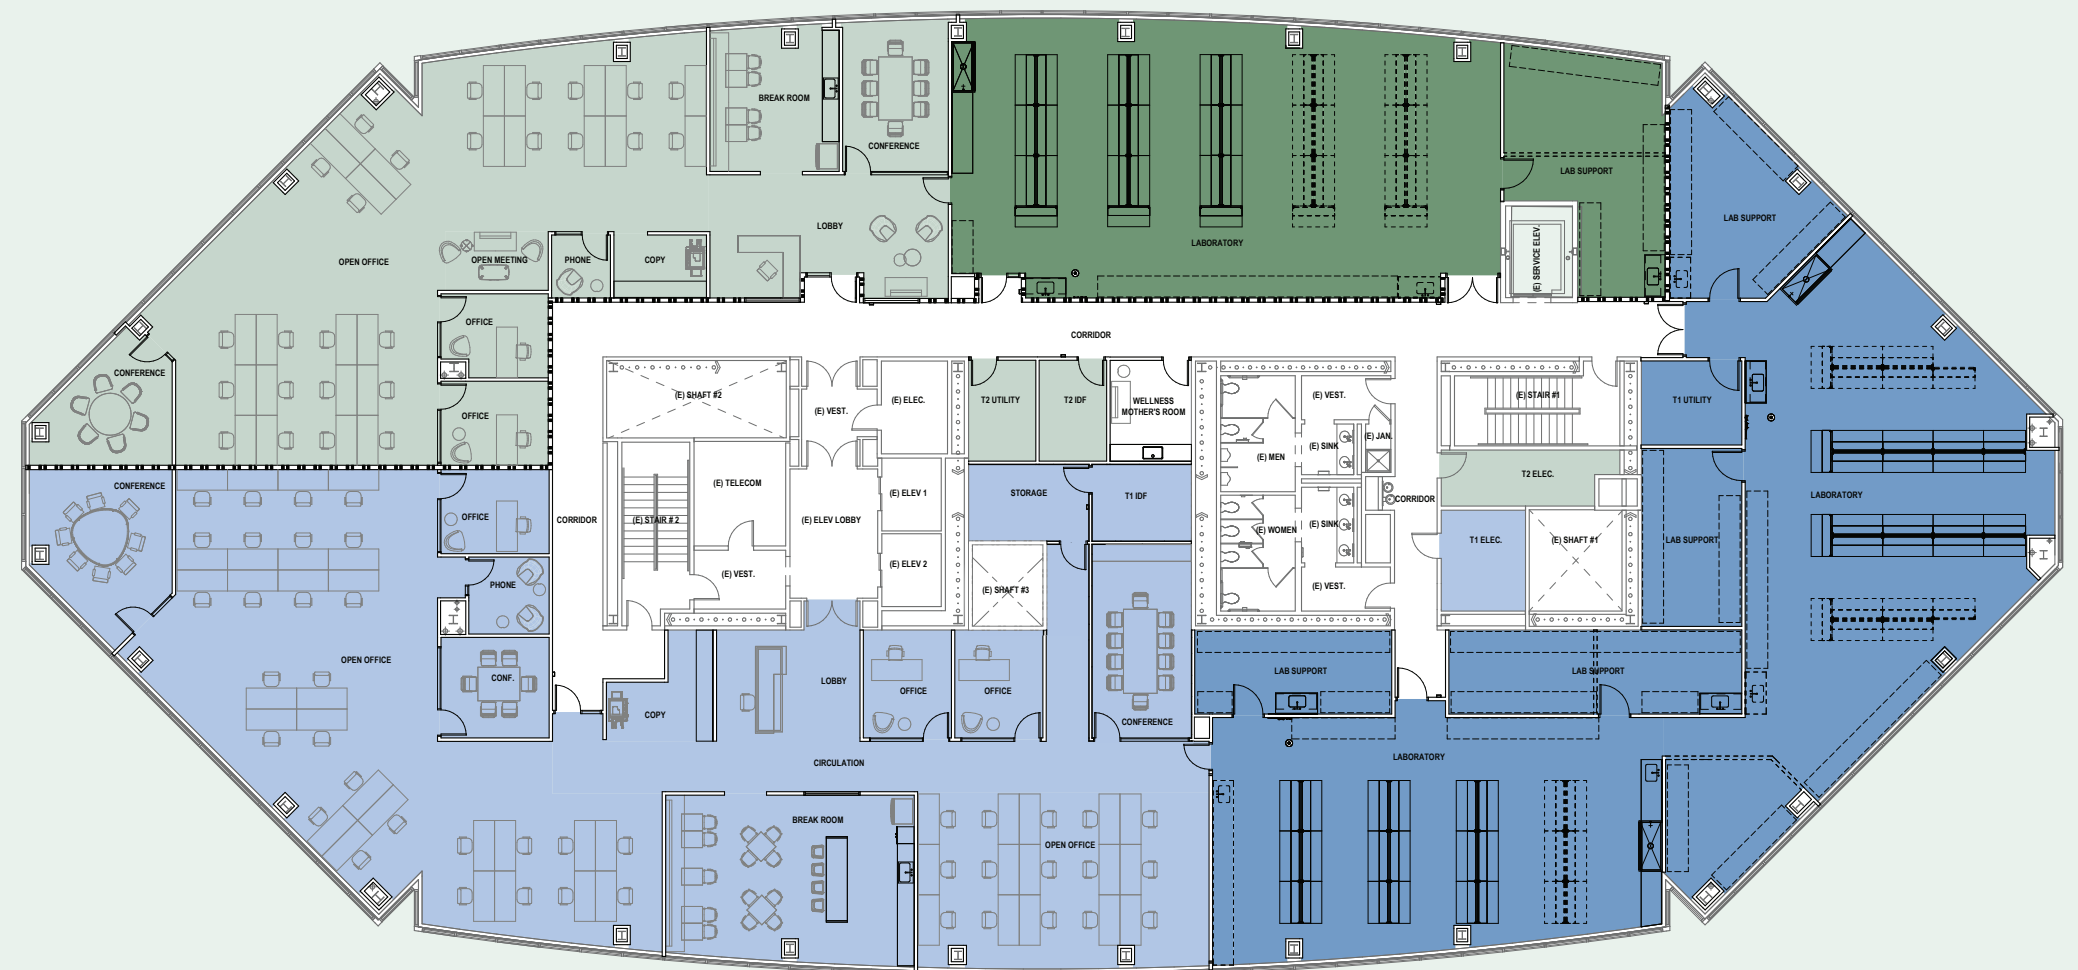 BREAK ROOM
CONFERENCE
LAB SUPPORT
LAB SUPPORT
LOBBY
LABORATORY
OPEN OFFICE
OPEN MEETING
PHONE
COPY
(E) SERVICE ELEV.
OFFICE
CORRIDOR
CONFERENCE
(E) SHAFT #2
(E) VEST.
(E) ELEC.
T2 UTILITY
T2 IDF
WELLNESS
MOTHER'S ROOM
(E) VEST.
(E) STAIR #1
T1 UTILITY
OFFICE
(E) SINK
(E) JAN.
(E) MEN
CONFERENCE
(E) TELECOM
(E) ELEV 1
STORAGE
T1 IDF
CORRIDOR
T2 ELEC.
LABORATORY
OFFICE
CORRIDOR
(E) STAIR # 2
(E) ELEV LOBBY
(E) WOMEN
(E) SINK
T1 ELEC.
(E) SHAFT #1
LAB SUPPORT
(E) ELEV 2
(E) VEST.
PHONE
(E) SHAFT #3
(E) VEST.
OPEN OFFICE
CONF.
LOBBY
OFFICE
OFFICE
LAB SUPPORT
LAB SUPPORT
COPY
CONFERENCE
CIRCULATION
LABORATORY
BREAK ROOM
OPEN OFFICE